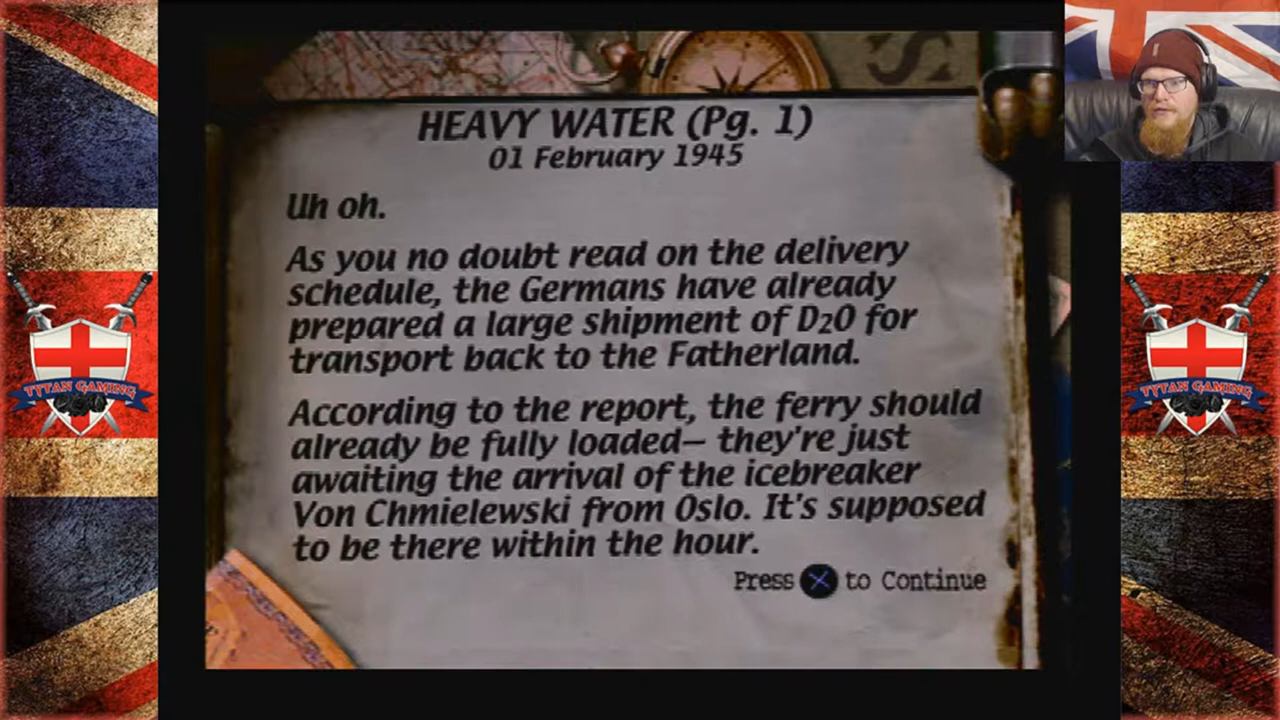 HEAVY WATER (Pg. 1)
01 February 1945
Uh oh.
As you no doubt read on the delivery
schedule, the Germans have already
prepared a large shipment of D2O for
transport back to the Fatherland.
According to the report, the ferry should
already be fully loaded— they're just
awaiting the arrival of the icebreaker
Von Chmielewski from Oslo. It's supposed
to be there within the hour.
Press X to Continue
TYTAN GAMING
TYTAN GAMING